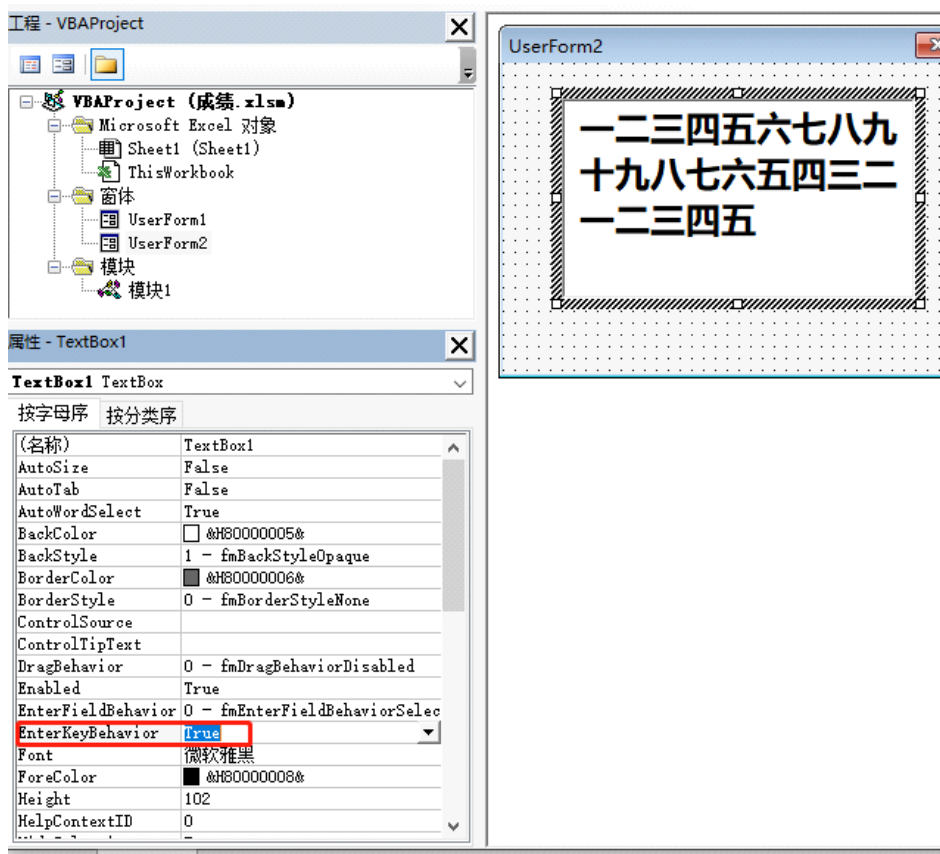 工程 - VBAProject
VBAProject (成绩.xlsm)
Microsoft Excel 对象
Sheet1 (Sheet1)
ThisWorkbook
窗体
UserForm1
UserForm2
模块
模块1
属性 - TextBox1
TextBox1 TextBox
按字母序 按分类序
(名称) TextBox1
AutoSize False
AutoTab False
AutoWordSelect True
BackColor &H80000005&
BackStyle 1 - fmBackStyleOpaque
BorderColor &H80000006&
BorderStyle 0 - fmBorderStyleNone
ControlSource
ControlTipText
DragBehavior 0 - fmDragBehaviorDisabled
Enabled True
EnterFieldBehavior 0 - fmEnterFieldBehaviorSelec
EnterKeyBehavior True
Font 微软雅黑
ForeColor &H80000008&
Height 102
HelpContextID 0
UserForm2
一二三四五六七八九
十九八七六五四三二
一二三四五